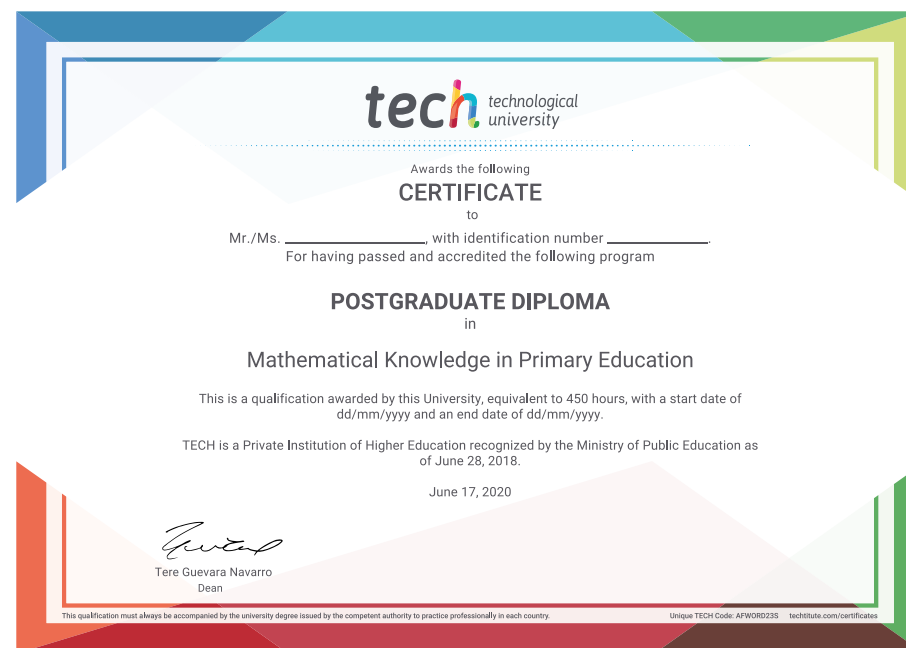 tech technological
university
Awards the following
CERTIFICATE
to
Mr./Ms. ____________________, with identification number ______________.
For having passed and accredited the following program
POSTGRADUATE DIPLOMA
in
Mathematical Knowledge in Primary Education
This is a qualification awarded by this University, equivalent to 450 hours, with a start date of
dd/mm/yyyy and an end date of dd/mm/yyyy.
TECH is a Private Institution of Higher Education recognized by the Ministry of Public Education as
of June 28, 2018.
June 17, 2020
Tere Guevara Navarro
Dean
This qualification must always be accompanied by the university degree issued by the competent authority to practice professionally in each country. Unique TECH Code: AFWORD23S techtitute.com/certificates